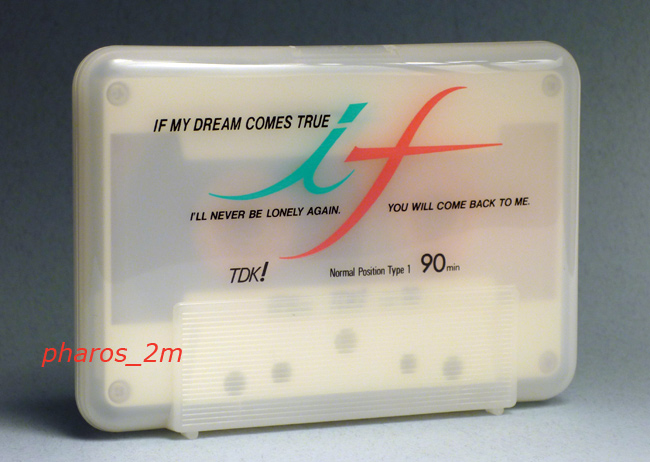 IF MY DREAM COMES TRUE
if
I'LL NEVER BE LONELY AGAIN.
YOU WILL COME BACK TO ME.
TDK!
Normal Position Type 1 90min
pharos_2m